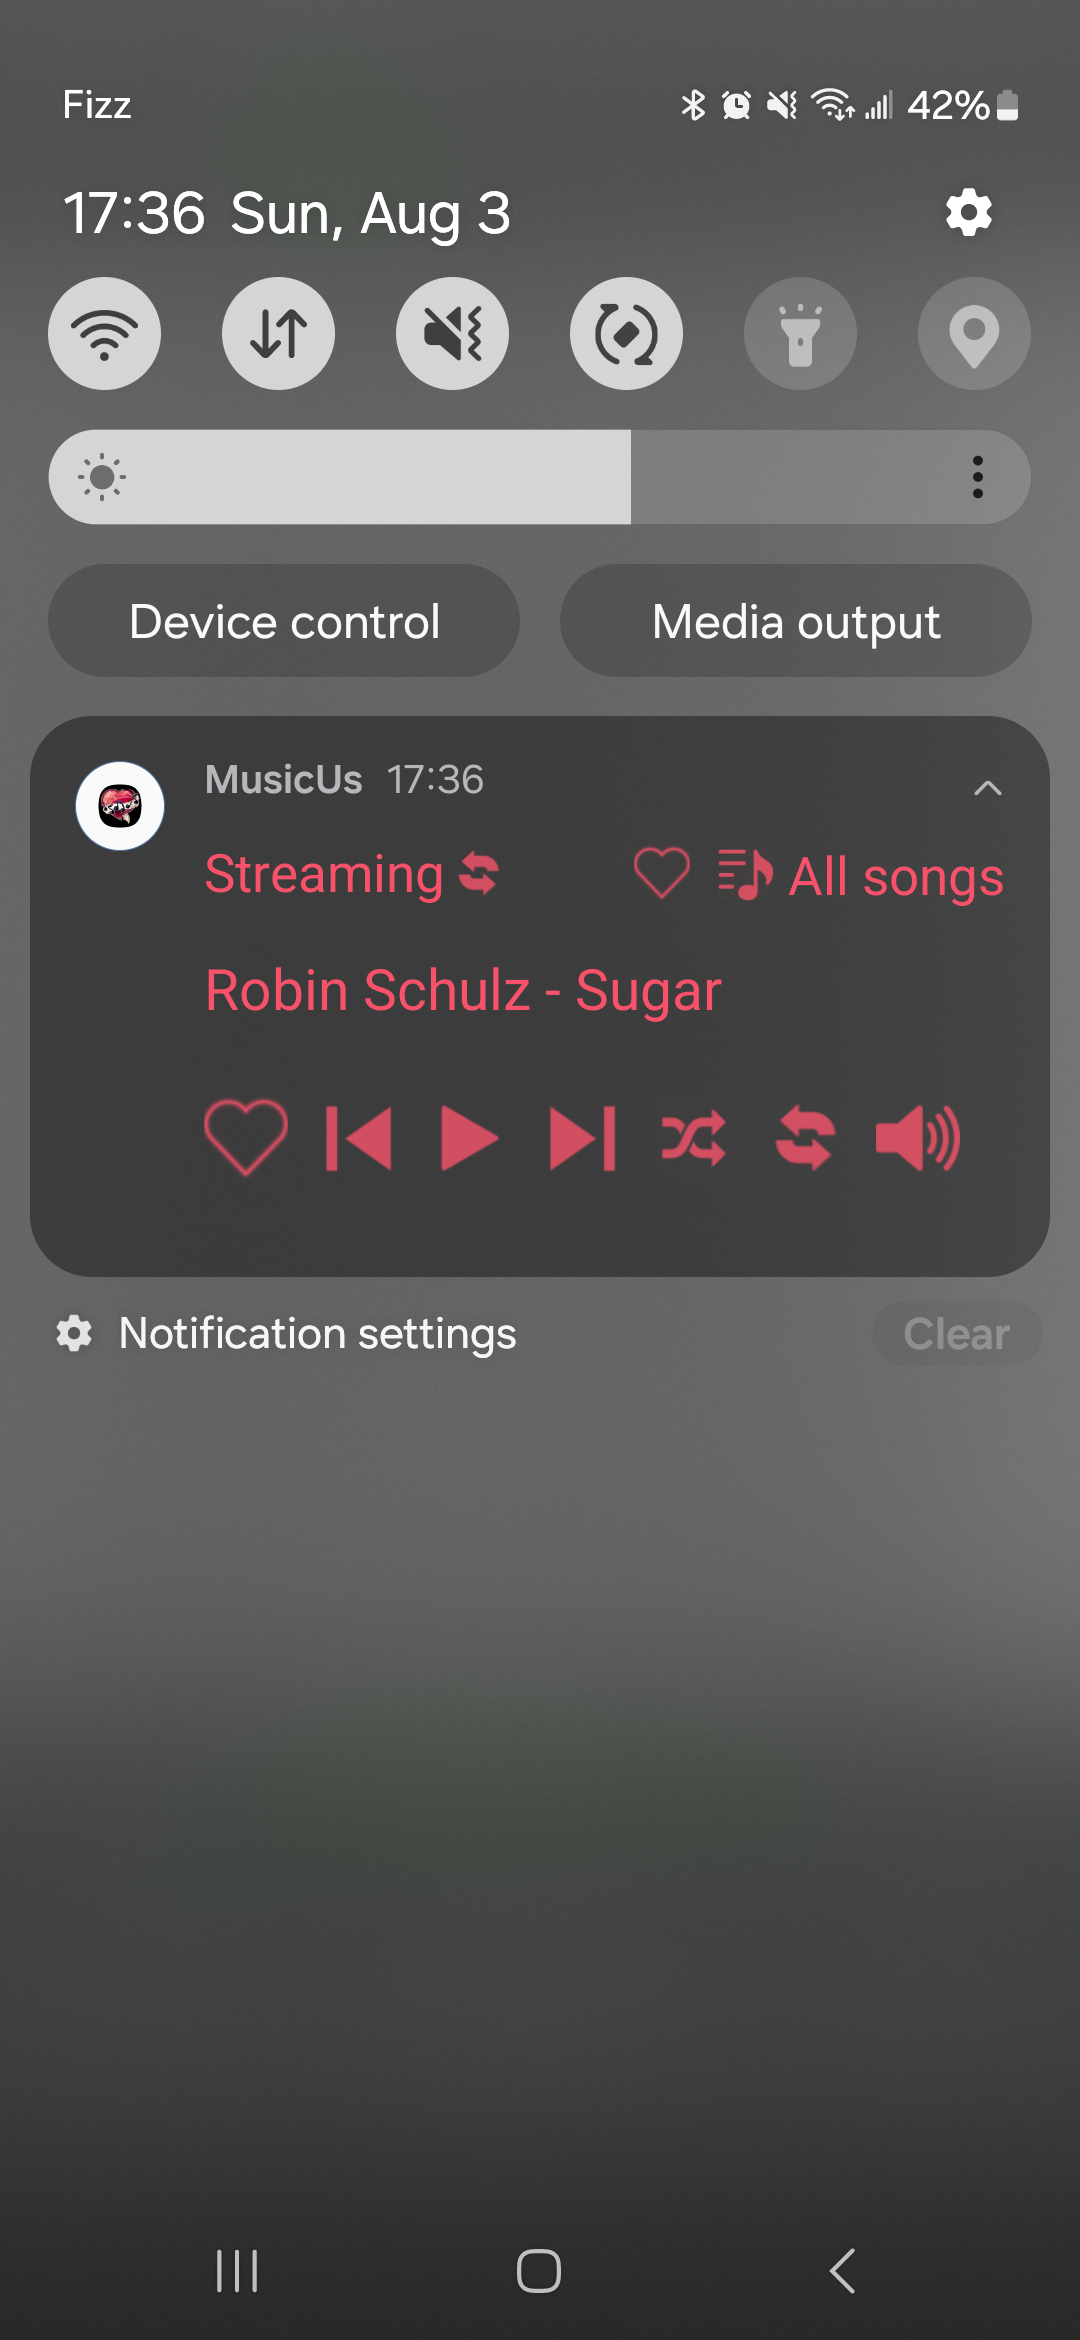 Fizz
42%
17:36 Sun, Aug 3
Device control
Media output
MusicUs 17:36
Streaming
All songs
Robin Schulz - Sugar
Notification settings
Clear